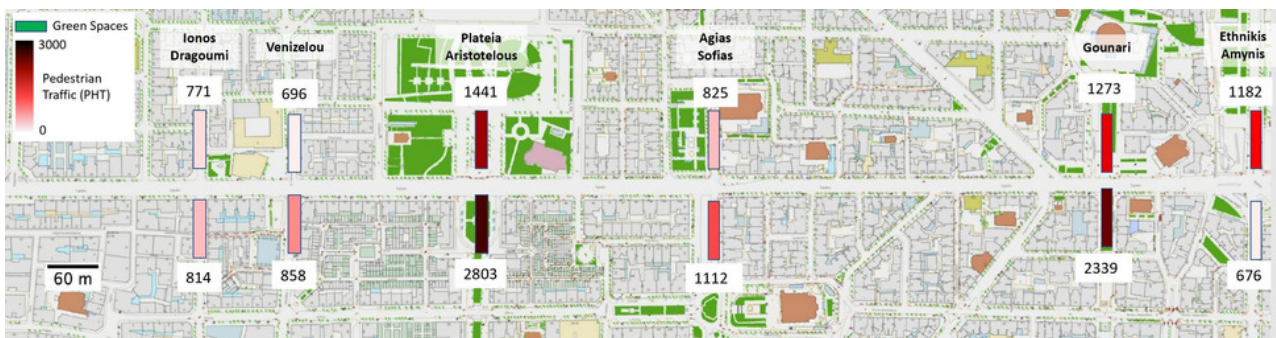 Green Spaces
3000
Pedestrian
Traffic (PHT)
0
Ionos
Dragoumi
771
Venizelou
696
Plateia
Aristotelous
1441
Agias
Sofias
825
Gounari
1273
Ethnikis
Amynis
1182
60 m
814
858
2803
1112
2339
676